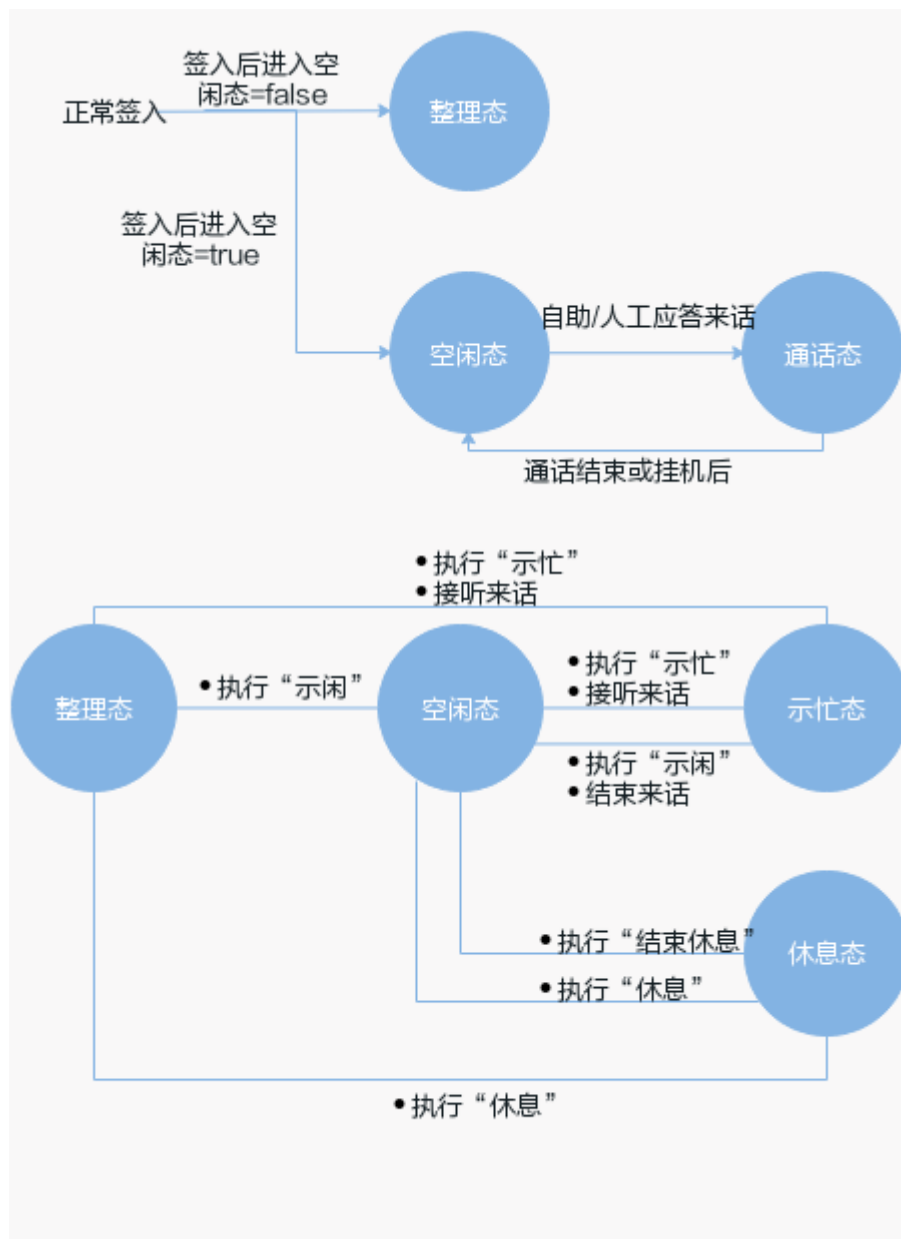 签入后进入空
闲态=false
正常签入
整理态
签入后进入空
闲态=true
自助/人工应答来话
空闲态
通话态
通话结束或挂机后
•执行“示忙”
•接听来话
整理态
•执行“示闲”
空闲态
•执行“示忙”
•接听来话
示忙态
•执行“示闲”
•结束来话
•执行“结束休息”
休息态
•执行“休息”
•执行“休息”